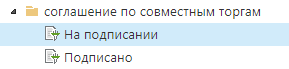 соглашение по совместным торгам
На подписании
Подписано